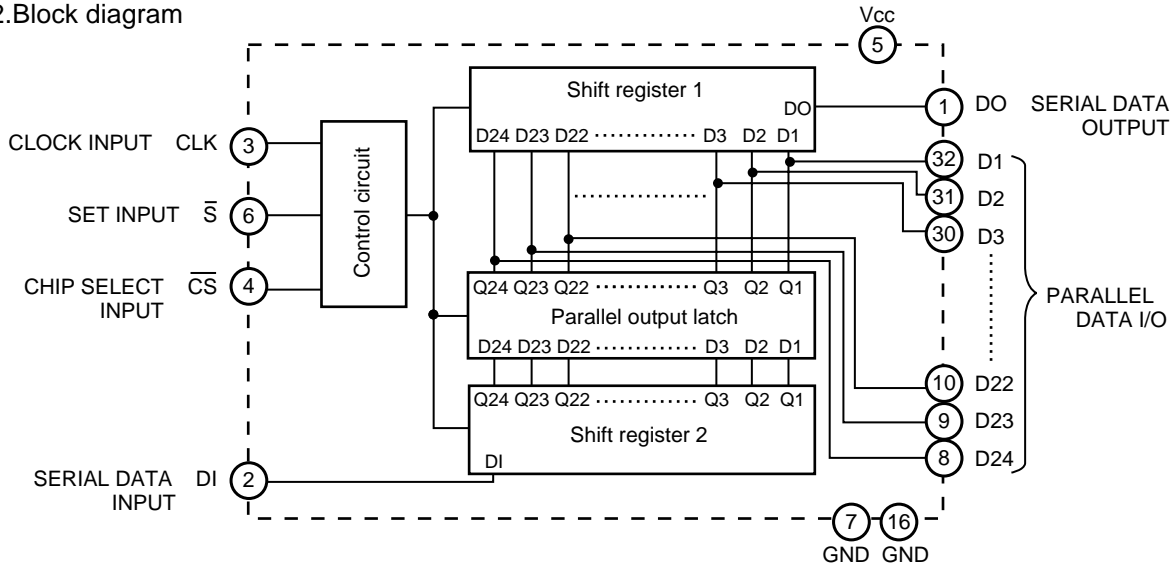 2.Block diagram
Vcc
5
Shift register 1
DO
1 DO SERIAL DATA
OUTPUT
D24 D23 D22 ............. D3 D2 D1
CLOCK INPUT CLK 3
Control circuit
32 D1
31 D2
30 D3
SET INPUT S̅ 6
CHIP SELECT
INPUT
C̅S̅ 4
Q24 Q23 Q22 ............. Q3 Q2 Q1
Parallel output latch
D24 D23 D22 ............. D3 D2 D1
PARALLEL
DATA I/O
Q24 Q23 Q22 ............. Q3 Q2 Q1
Shift register 2
DI
10 D22
9 D23
8 D24
SERIAL DATA
INPUT
DI 2
7 16
GND GND